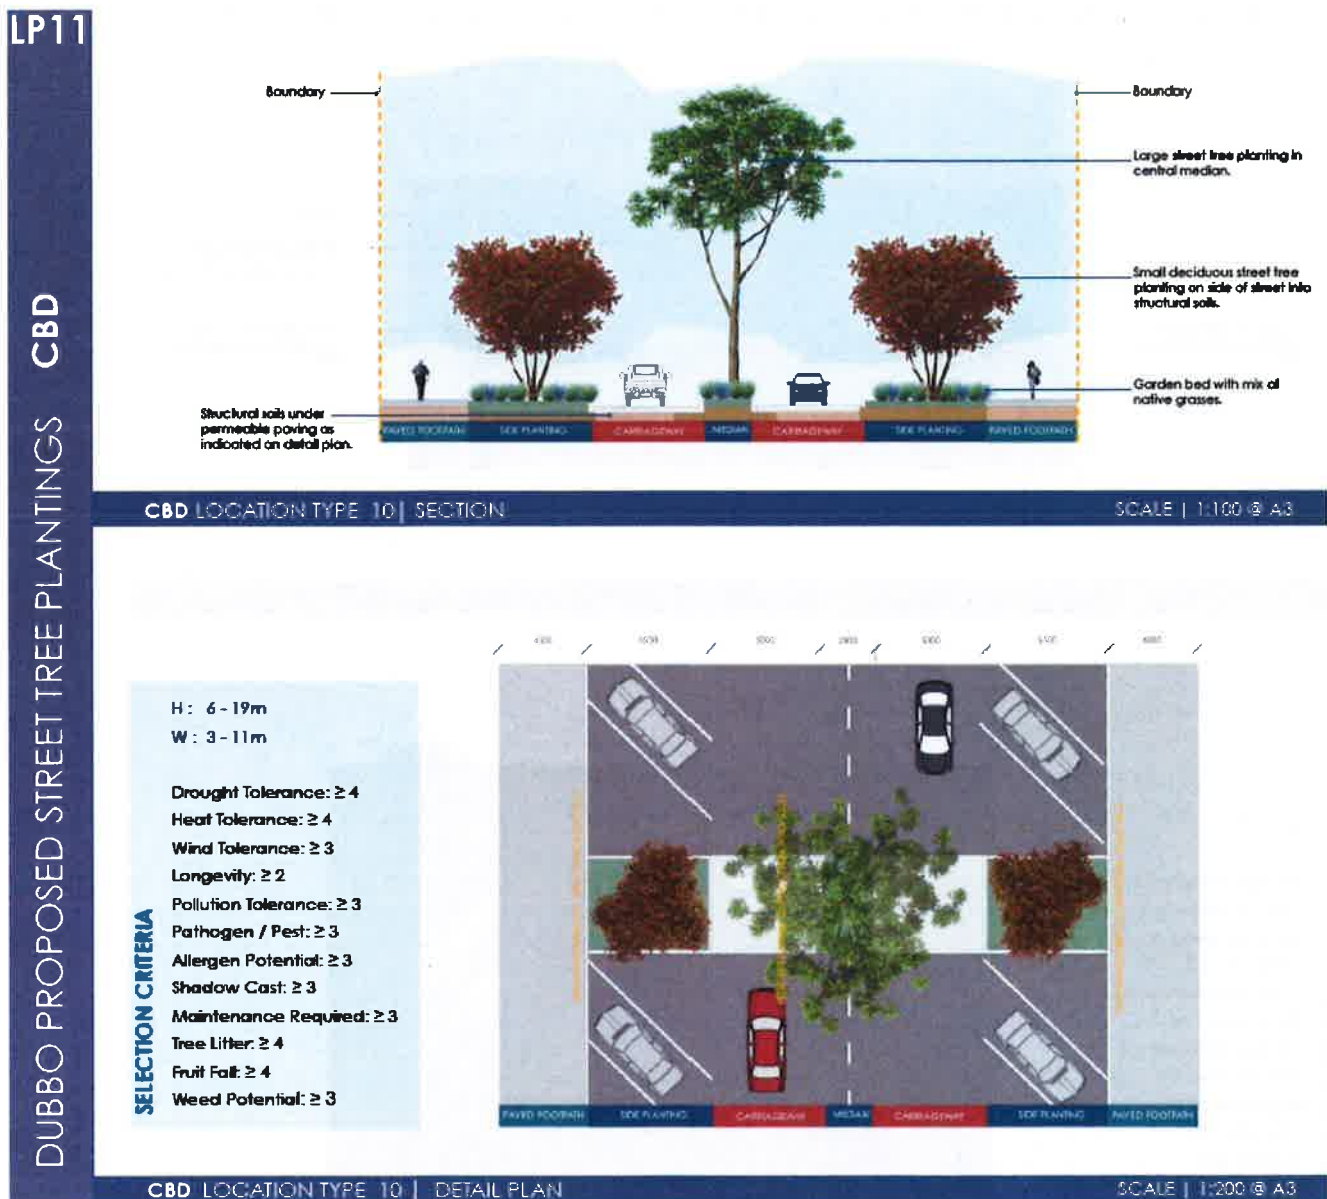 LP11
DUBBO PROPOSED STREET TREE PLANTINGS CBD
Boundary
Boundary
Large street tree planting in
central median.
Small deciduous street tree
planting on side of street into
structural soils.
Garden bed with mix of
native grasses.
Structural soils under
permeable paving as
indicated on detail plan.
PAVED FOOTPATH SIDE PLANTING CARRIAGEWAY MEDIAN CARRIAGEWAY SIDE PLANTING PAVED FOOTPATH
CBD LOCATION TYPE 10 | SECTION
SCALE | 1:100 @ A3
H : 6 - 19m
W : 3 - 11m
SELECTION CRITERIA
Drought Tolerance: ≥ 4
Heat Tolerance: ≥ 4
Wind Tolerance: ≥ 3
Longevity: ≥ 2
Pollution Tolerance: ≥ 3
Pathogen / Pest: ≥ 3
Allergen Potential: ≥ 3
Shadow Cast: ≥ 3
Maintenance Required: ≥ 3
Tree Litter: ≥ 4
Fruit Fall: ≥ 4
Weed Potential: ≥ 3
PAVED FOOTPATH SIDE PLANTING CARRIAGEWAY MEDIAN CARRIAGEWAY SIDE PLANTING PAVED FOOTPATH
CBD LOCATION TYPE 10 | DETAIL PLAN
SCALE | 1:200 @ A3